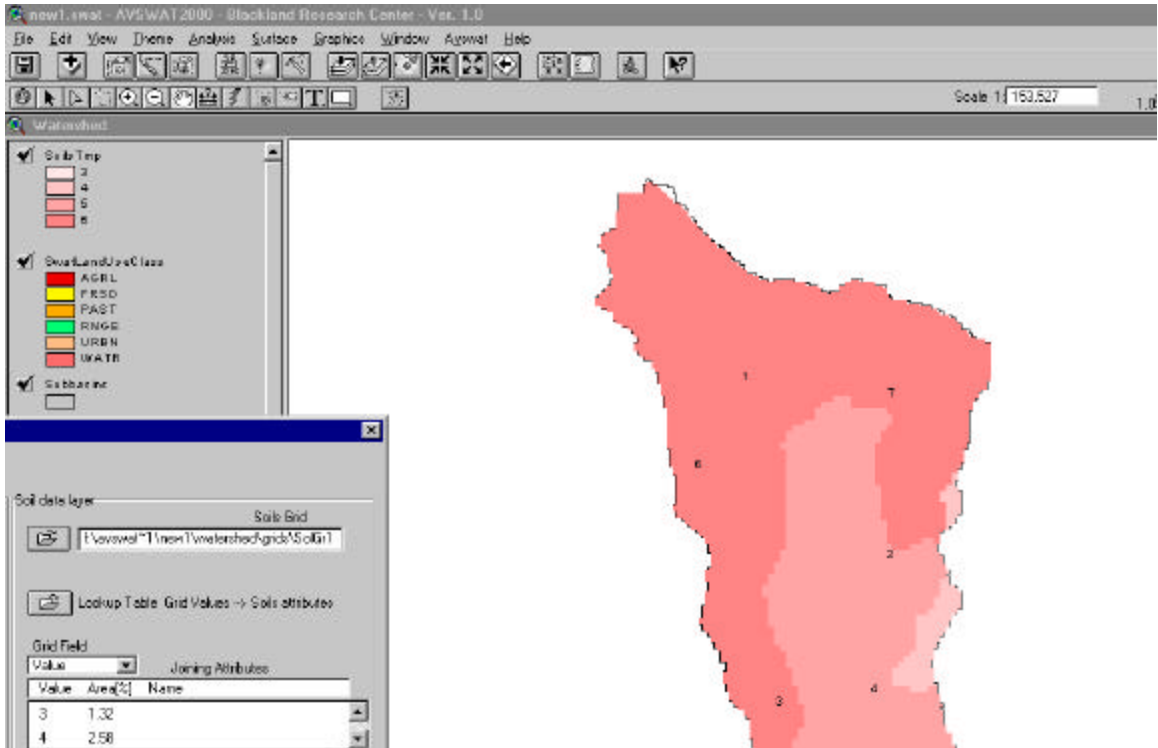 new1.swat - AVSWAT2000 - Blackland Research Center - Ver. 1.0
File Edit View Theme Analysis Surface Graphics Window Avswat Help
Scale 1: 153,527
1.0
Watershed
SoilsTmp
3
4
5
6
SwatLandUseClass
AGRL
FRSD
PAST
RNGE
URBN
WATR
Subbasins
1
7
6
2
4
3
Soil data layer
Soils Grid
Lookup Table Grid Values -> Soils attributes
Grid Field
Value Joining Attributes
Value Area[%] Name
3 1.32
4 2.58